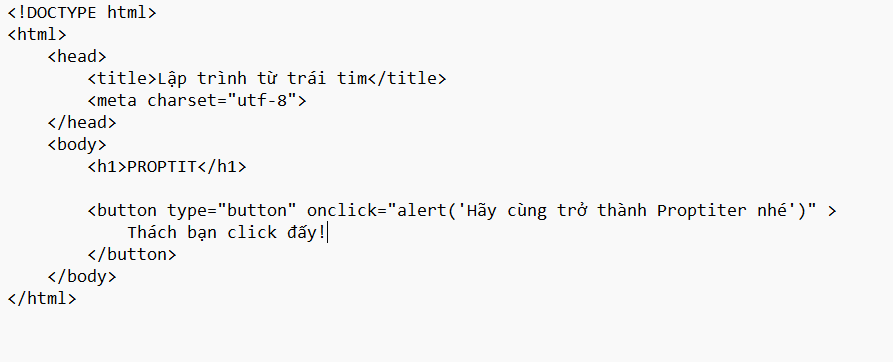 <!DOCTYPE html>
<html>
<head>
<title>Lập trình từ trái tim</title>
<meta charset="utf-8">
</head>
<body>
<h1>PROPTIT</h1>
<button type="button" onclick="alert('Hãy cùng trở thành Proptiter nhé')" >
Thách bạn click đấy!
</button>
</body>
</html>